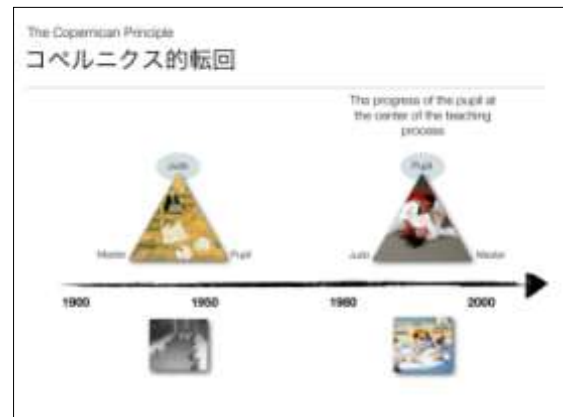 The Copernican Principle
コペルニクス的転回
The progress of the pupil at
the center of the teaching
process
Judo
Pupil
Master
Pupil
Judo
Master
1900
1950
1980
2000